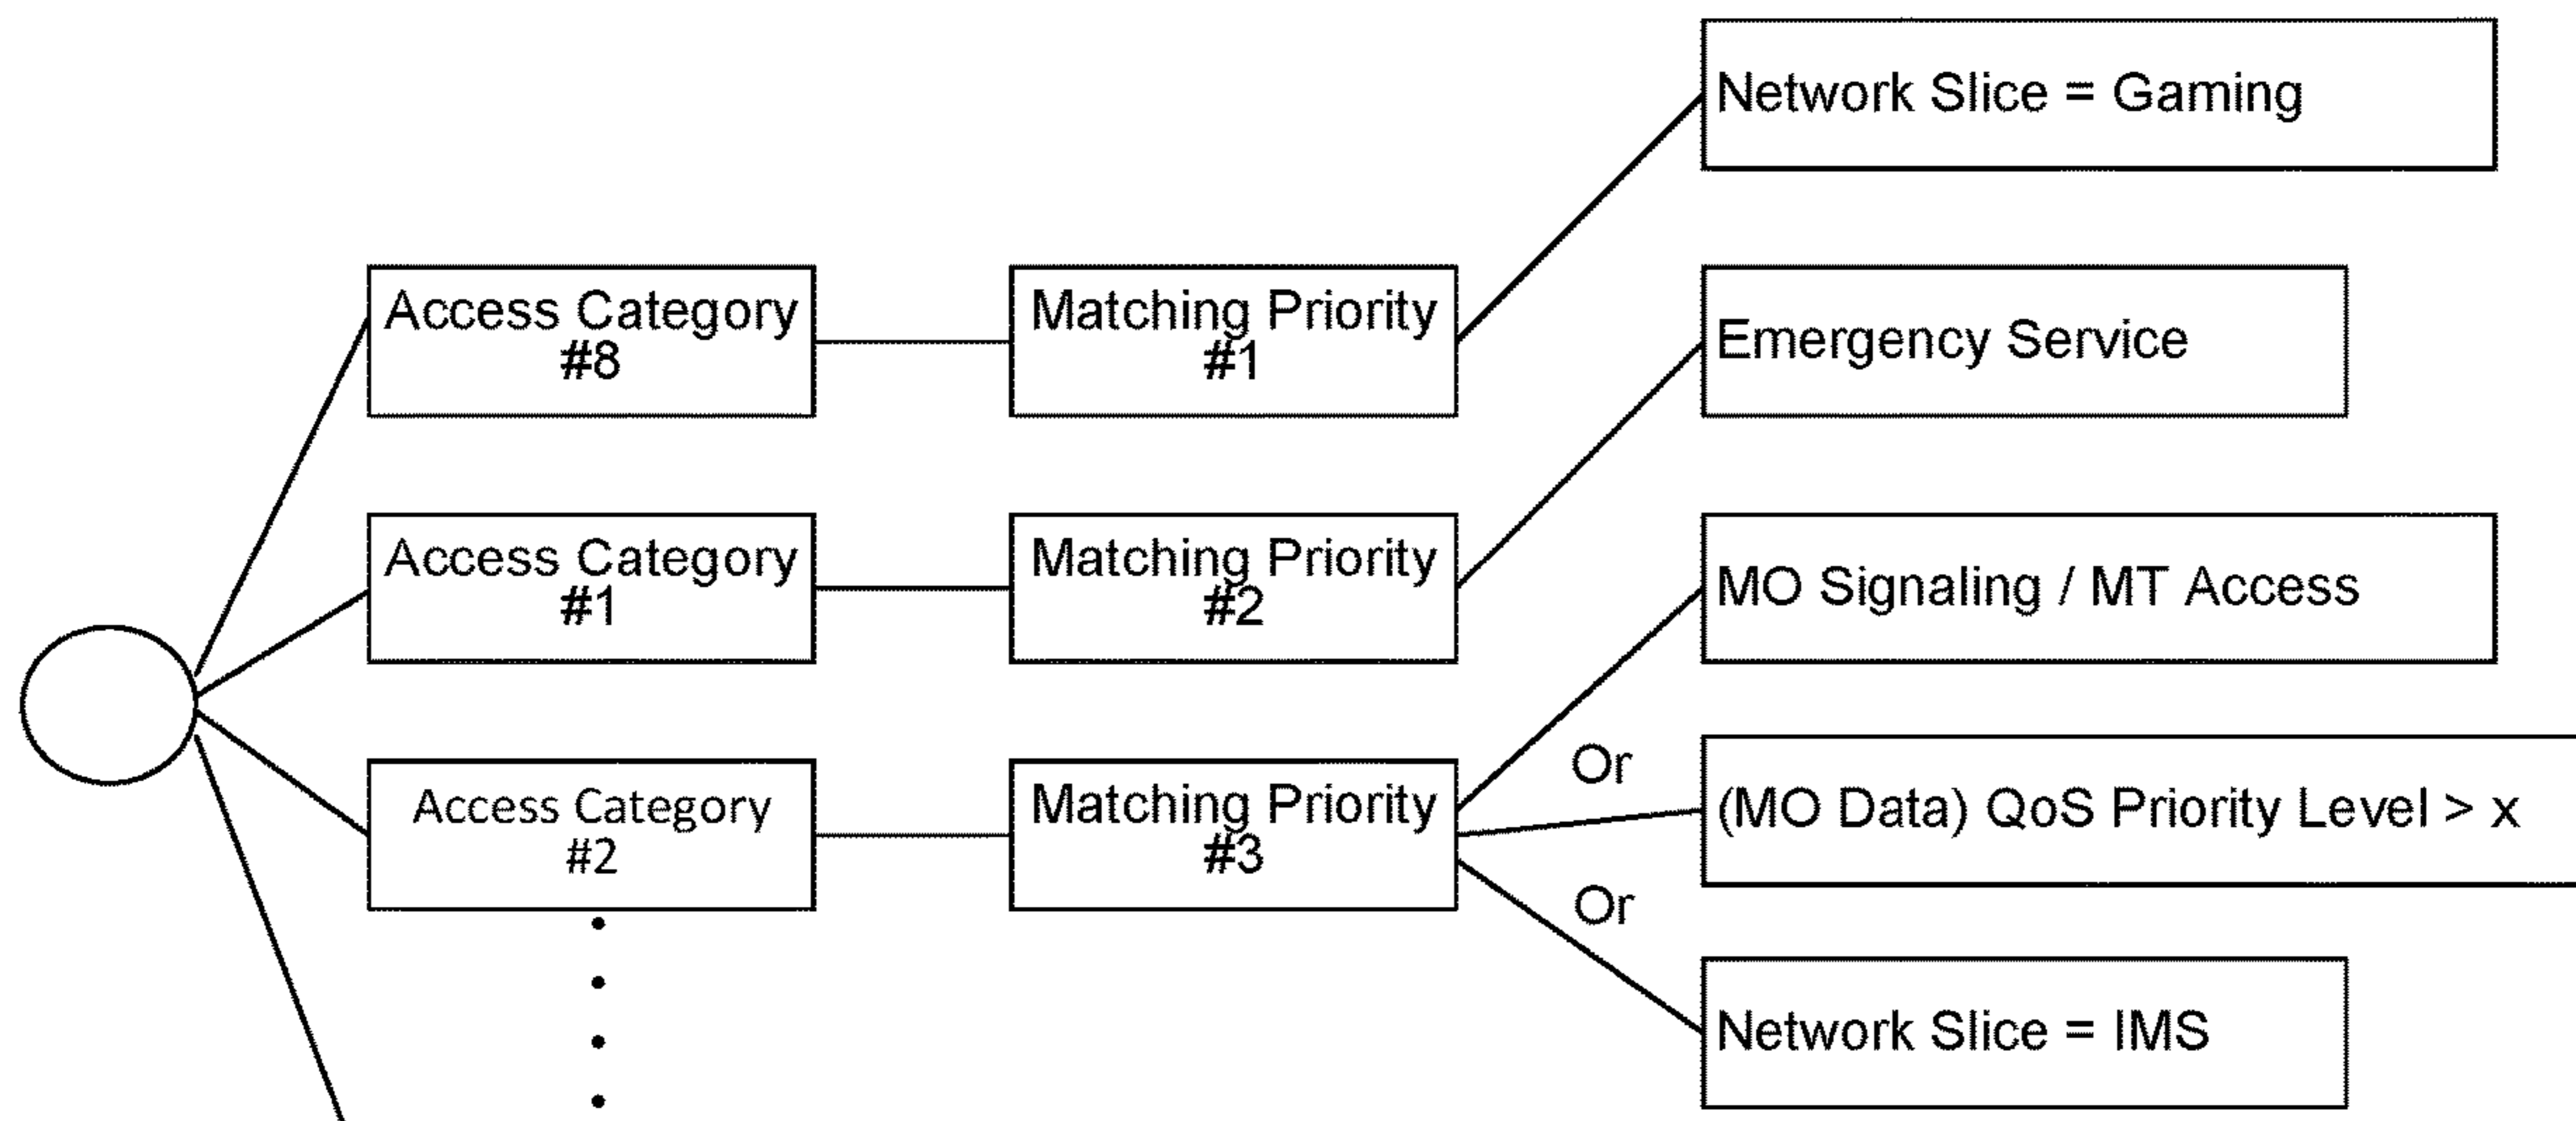 Network Slice = Gaming
Access Category
#8
Matching Priority
#1
Emergency Service
Access Category
#1
Matching Priority
#2
MO Signaling / MT Access
Access Category
#2
Matching Priority
#3
Or
(MO Data) QoS Priority Level > x
Or
Network Slice = IMS